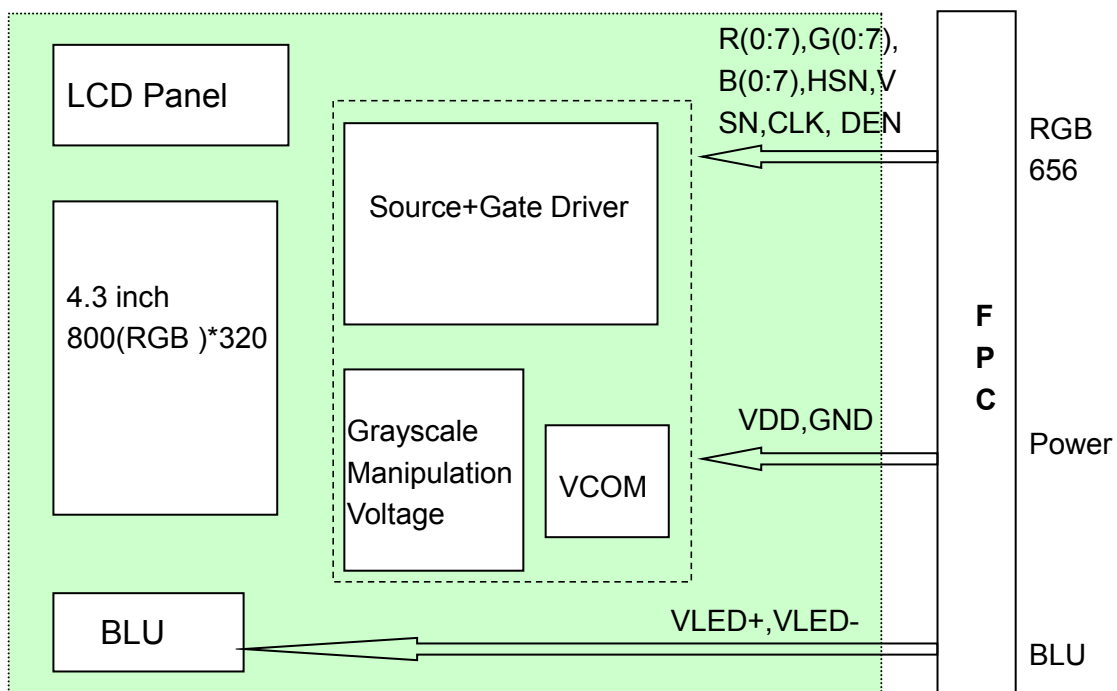 LCD Panel
R(0:7),G(0:7),
B(0:7),HSN,V
SN,CLK, DEN
RGB
656
Source+Gate Driver
4.3 inch
800(RGB )*320
F
P
C
Grayscale
Manipulation
Voltage
VCOM
VDD,GND
Power
BLU
VLED+,VLED-
BLU